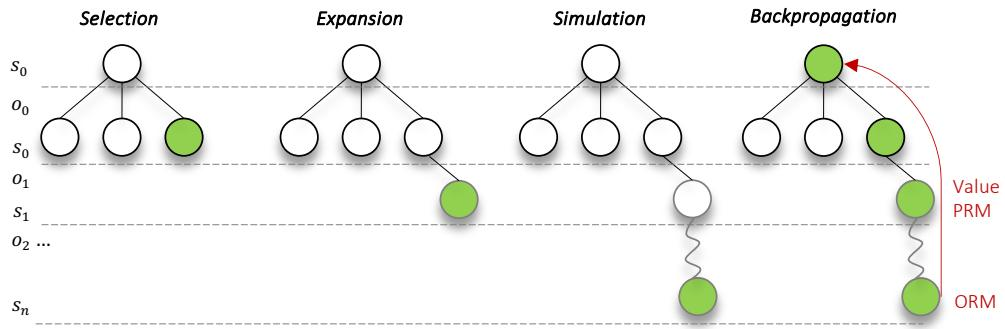 Selection Expansion Simulation Backpropagation
s₀
o₀
s₀
o₁
Value
s₁
PRM
o₂ ...
sₙ
ORM